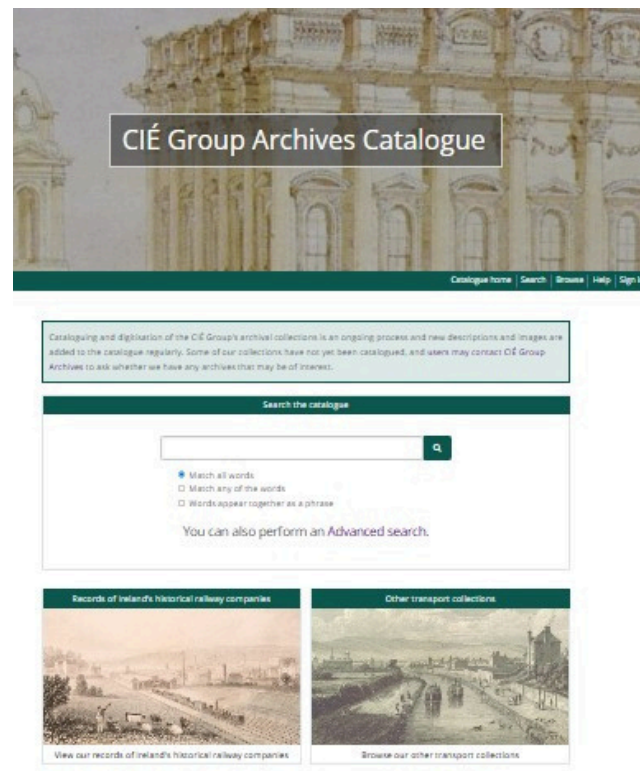 CIÉ Group Archives Catalogue
Catalogue home | Search | Browse | Help | Sign
Cataloguing and digitisation of the CIÉ Group's archival collections is an ongoing process and new descriptions and images are
added to the catalogue regularly. Some of our collections have not yet been catalogued, and users may contact CIÉ Group
Archives to ask whether we have any archives that may be of interest.
Search the catalogue
Match all words
Match any of the words
Words appear together as a phrase
You can also perform an Advanced search.
Records of Ireland's historical railway companies
Other transport collections
View our records of Ireland's historical railway companies
Browse our other transport collections